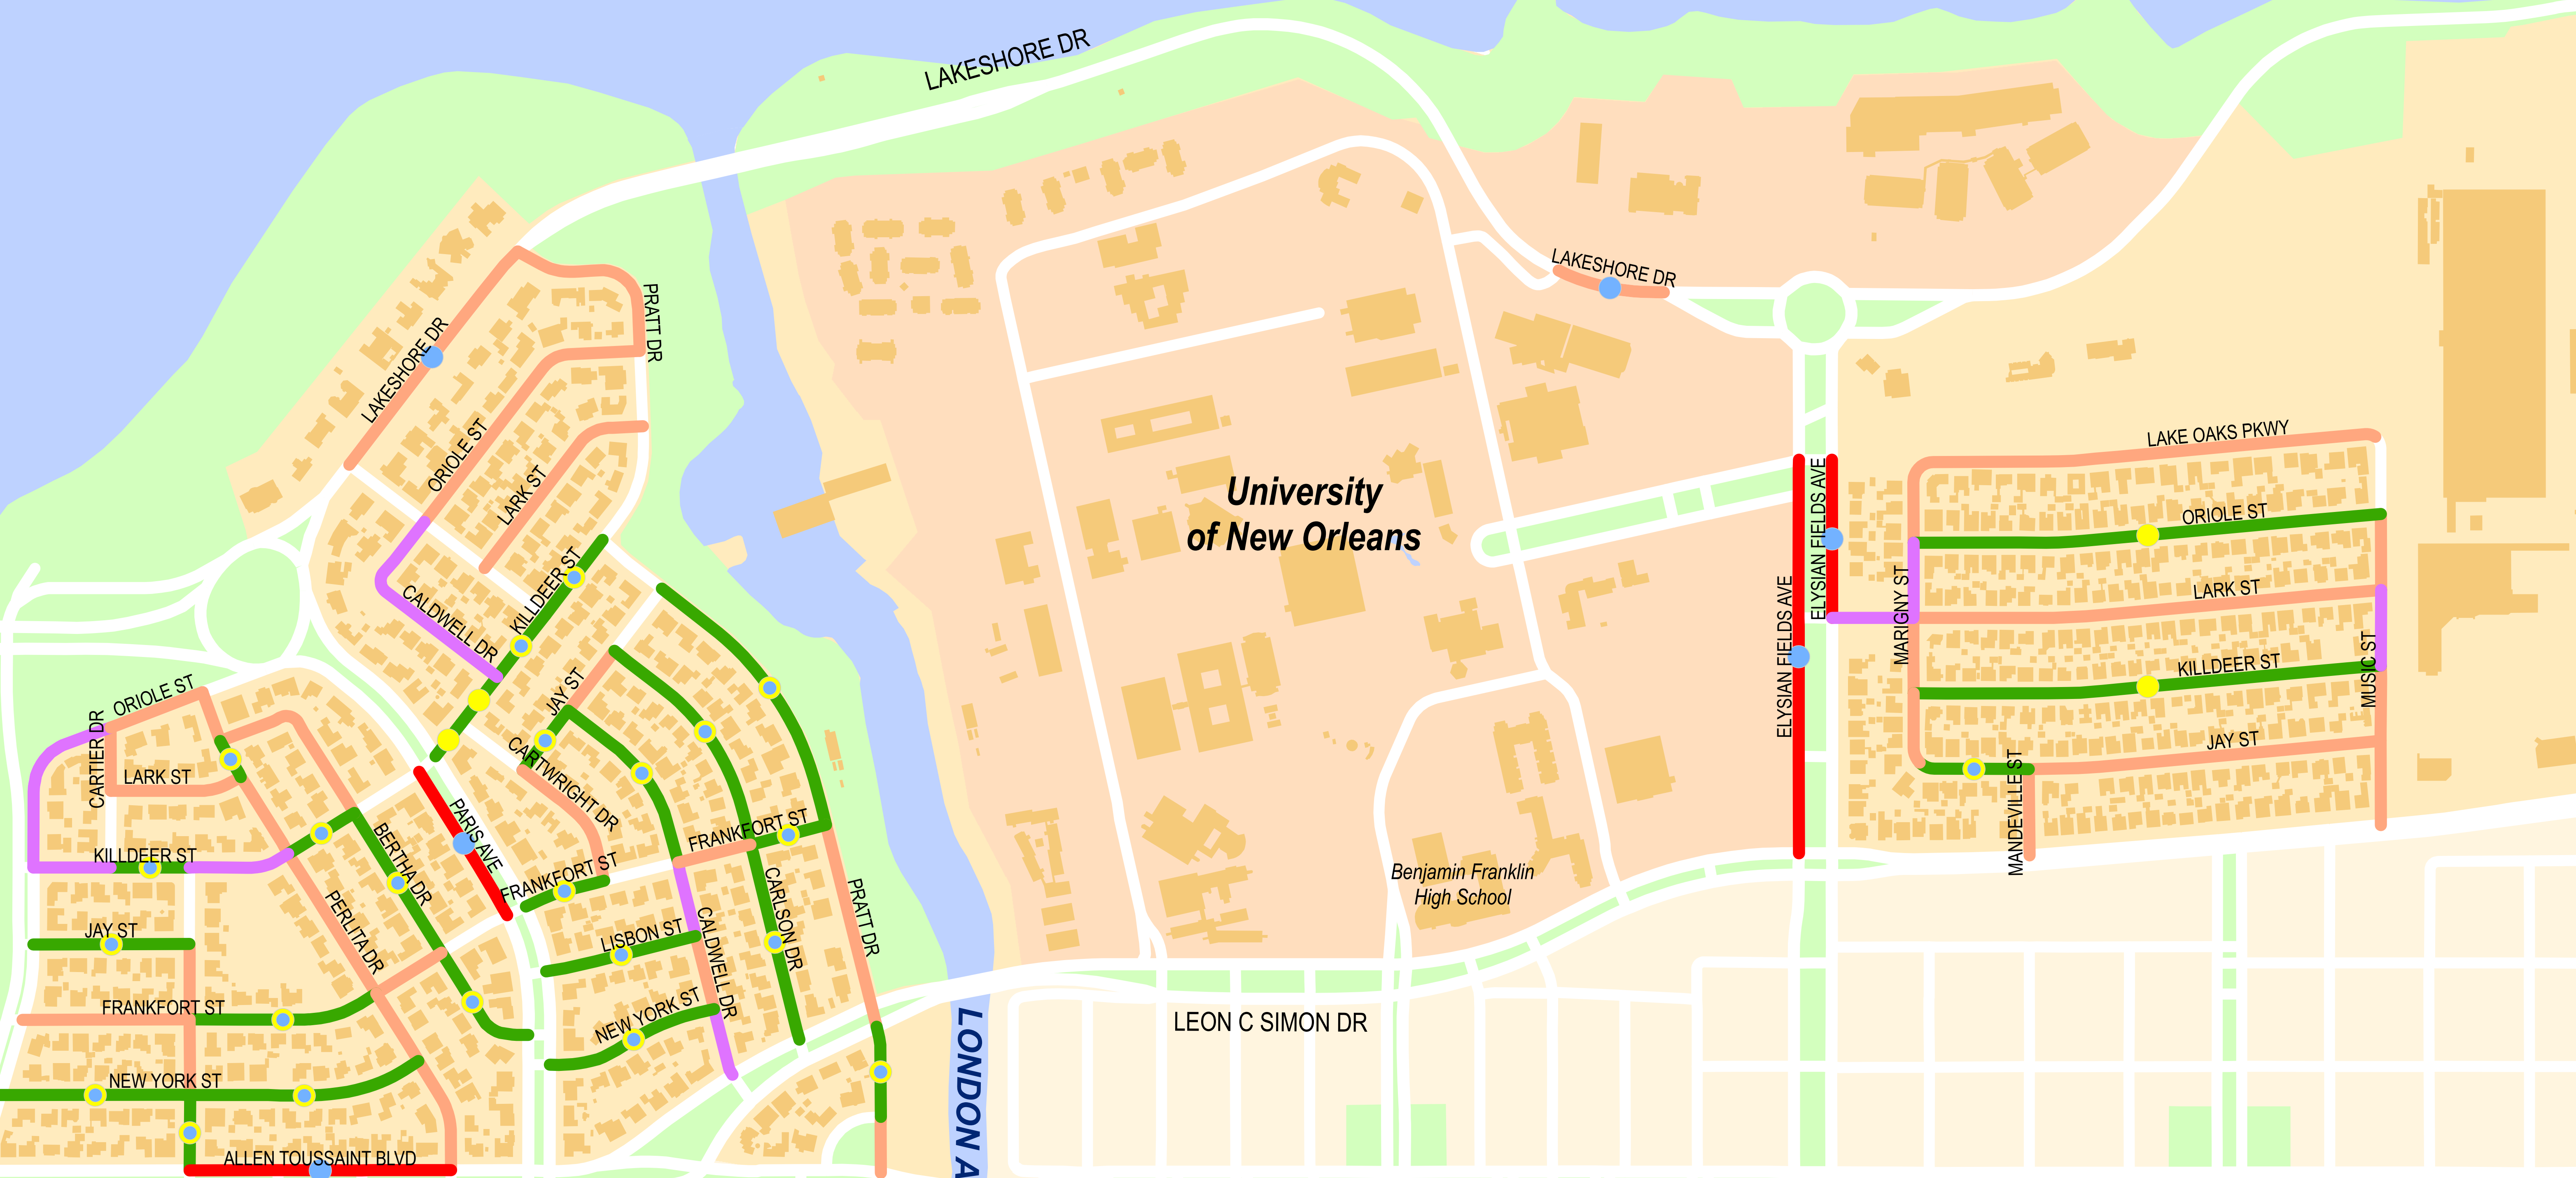 LAKESHORE DR
LAKESHORE DR
PRATT DR
LAKESHORE DR
ORIOLE ST
LARK ST
LAKE OAKS PKWY
ORIOLE ST
ELYSIAN FIELDS AVE
University
of New Orleans
KILLDEER ST
CALDWELL DR
LARK ST
MARIGNY ST
ELYSIAN FIELDS AVE
KILLDEER ST
MUSIC ST
ORIOLE ST
CARTIER DR
JAY ST
JAY ST
LARK ST
CARTWRIGHT DR
MANDEVILLE ST
PARIS AVE
FRANKFORT ST
BERTHA DR
KILLDEER ST
FRANKFORT ST
Benjamin Franklin
High School
CARLSON DR
PRATT DR
PERLITA DR
JAY ST
LISBON ST
CALDWELL DR
FRANKFORT ST
NEW YORK ST
LEON C SIMON DR
NEW YORK ST
LONDON A
ALLEN TOUSSAINT BLVD